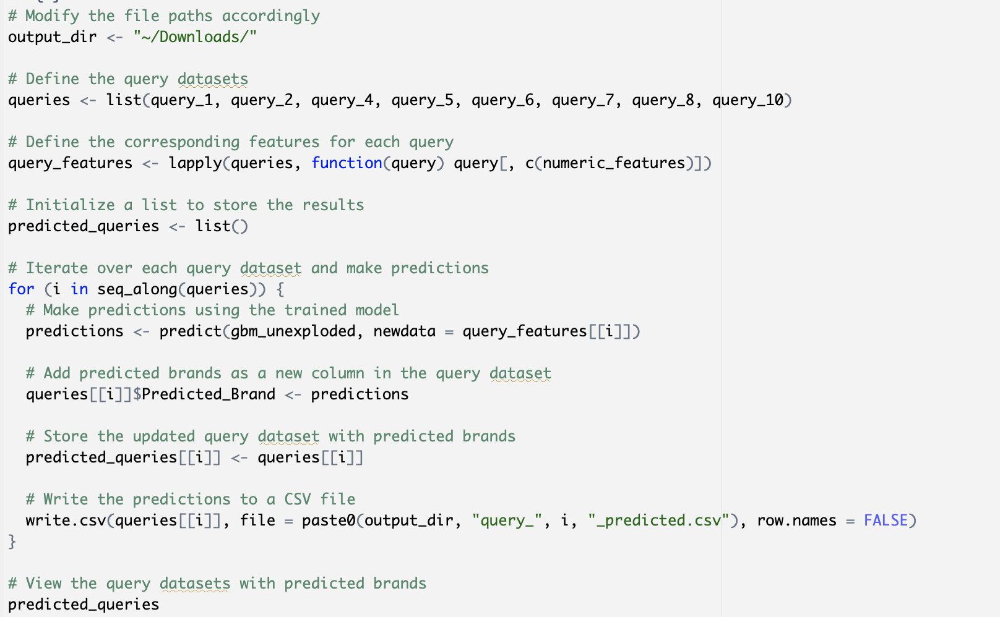 # Modify the file paths accordingly
output_dir <- "~/Downloads/"
# Define the query datasets
queries <- list(query_1, query_2, query_4, query_5, query_6, query_7, query_8, query_10)
# Define the corresponding features for each query
query_features <- lapply(queries, function(query) query[, c(numeric_features)])
# Initialize a list to store the results
predicted_queries <- list()
# Iterate over each query dataset and make predictions
for (i in seq_along(queries)) {
  # Make predictions using the trained model
  predictions <- predict(gbm_unexploded, newdata = query_features[[i]])
  # Add predicted brands as a new column in the query dataset
  queries[[i]]$Predicted_Brand <- predictions
  # Store the updated query dataset with predicted brands
  predicted_queries[[i]] <- queries[[i]]
  # Write the predictions to a CSV file
  write.csv(queries[[i]], file = paste0(output_dir, "query_", i, "_predicted.csv"), row.names = FALSE)
}
# View the query datasets with predicted brands
predicted_queries